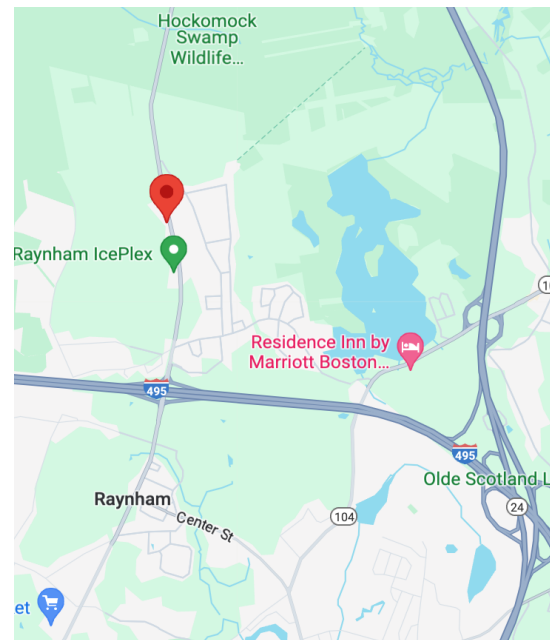 Hockomock
Swamp
Wildlife...
Raynham IcePlex
Residence Inn by
Marriott Boston...
495
495
Olde Scotland L
Raynham
Center St
104
24
et